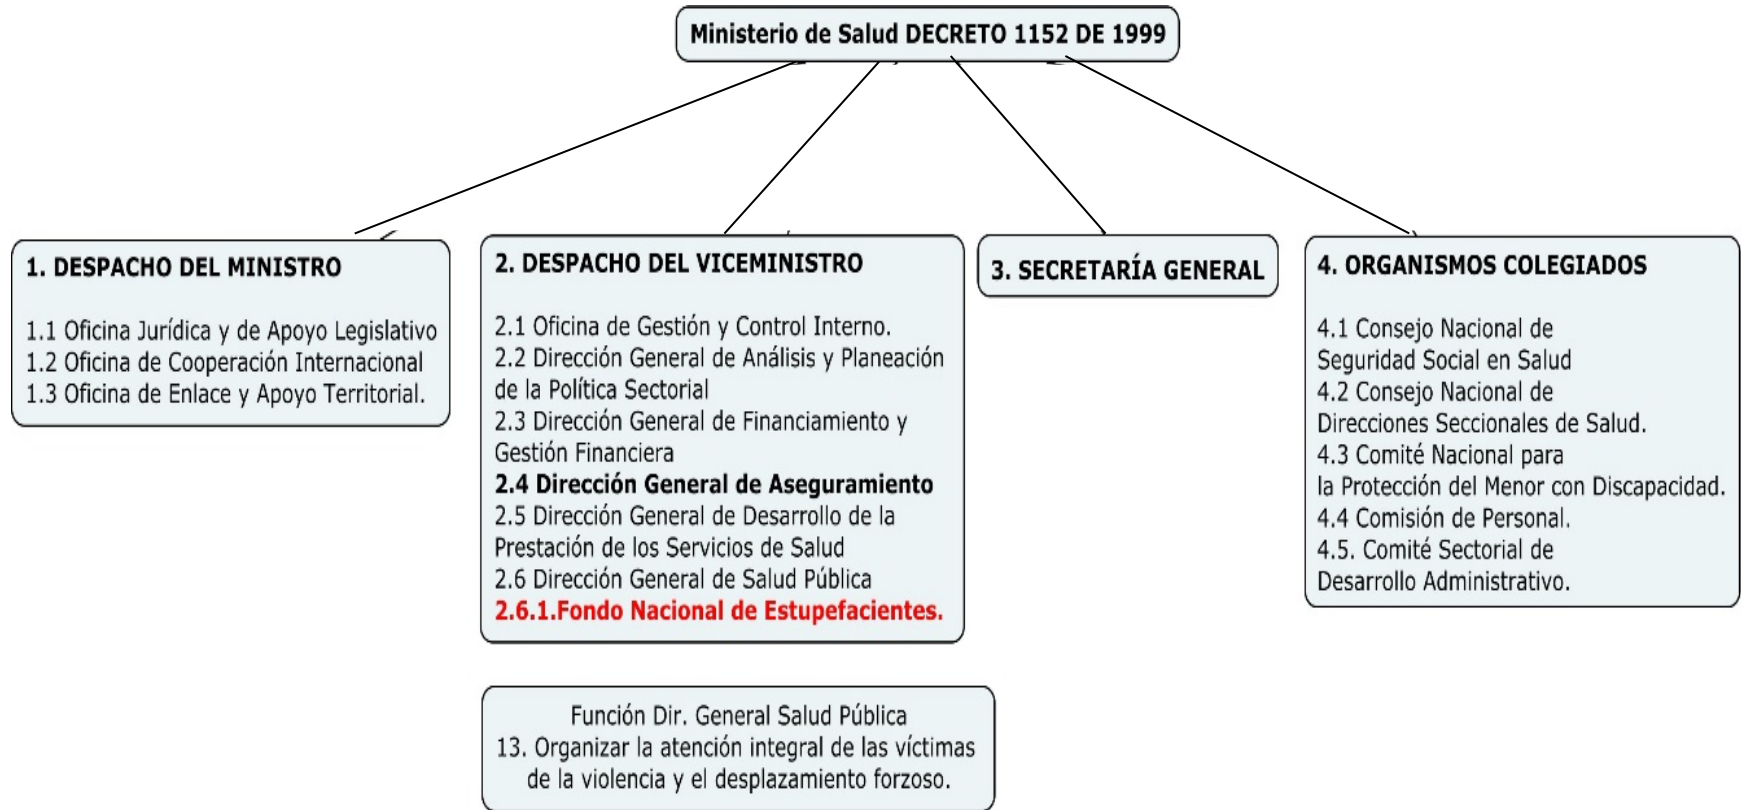 Ministerio de Salud DECRETO 1152 DE 1999
1. DESPACHO DEL MINISTRO
1.1 Oficina Jurídica y de Apoyo Legislativo
1.2 Oficina de Cooperación Internacional
1.3 Oficina de Enlace y Apoyo Territorial.
2. DESPACHO DEL VICEMINISTRO
2.1 Oficina de Gestión y Control Interno.
2.2 Dirección General de Análisis y Planeación
de la Política Sectorial
2.3 Dirección General de Financiamiento y
Gestión Financiera
2.4 Dirección General de Aseguramiento
2.5 Dirección General de Desarrollo de la
Prestación de los Servicios de Salud
2.6 Dirección General de Salud Pública
2.6.1.Fondo Nacional de Estupefacientes.
3. SECRETARÍA GENERAL
4. ORGANISMOS COLEGIADOS
4.1 Consejo Nacional de
Seguridad Social en Salud
4.2 Consejo Nacional de
Direcciones Seccionales de Salud.
4.3 Comité Nacional para
la Protección del Menor con Discapacidad.
4.4 Comisión de Personal.
4.5. Comité Sectorial de
Desarrollo Administrativo.
Función Dir. General Salud Pública
13. Organizar la atención integral de las víctimas
de la violencia y el desplazamiento forzoso.